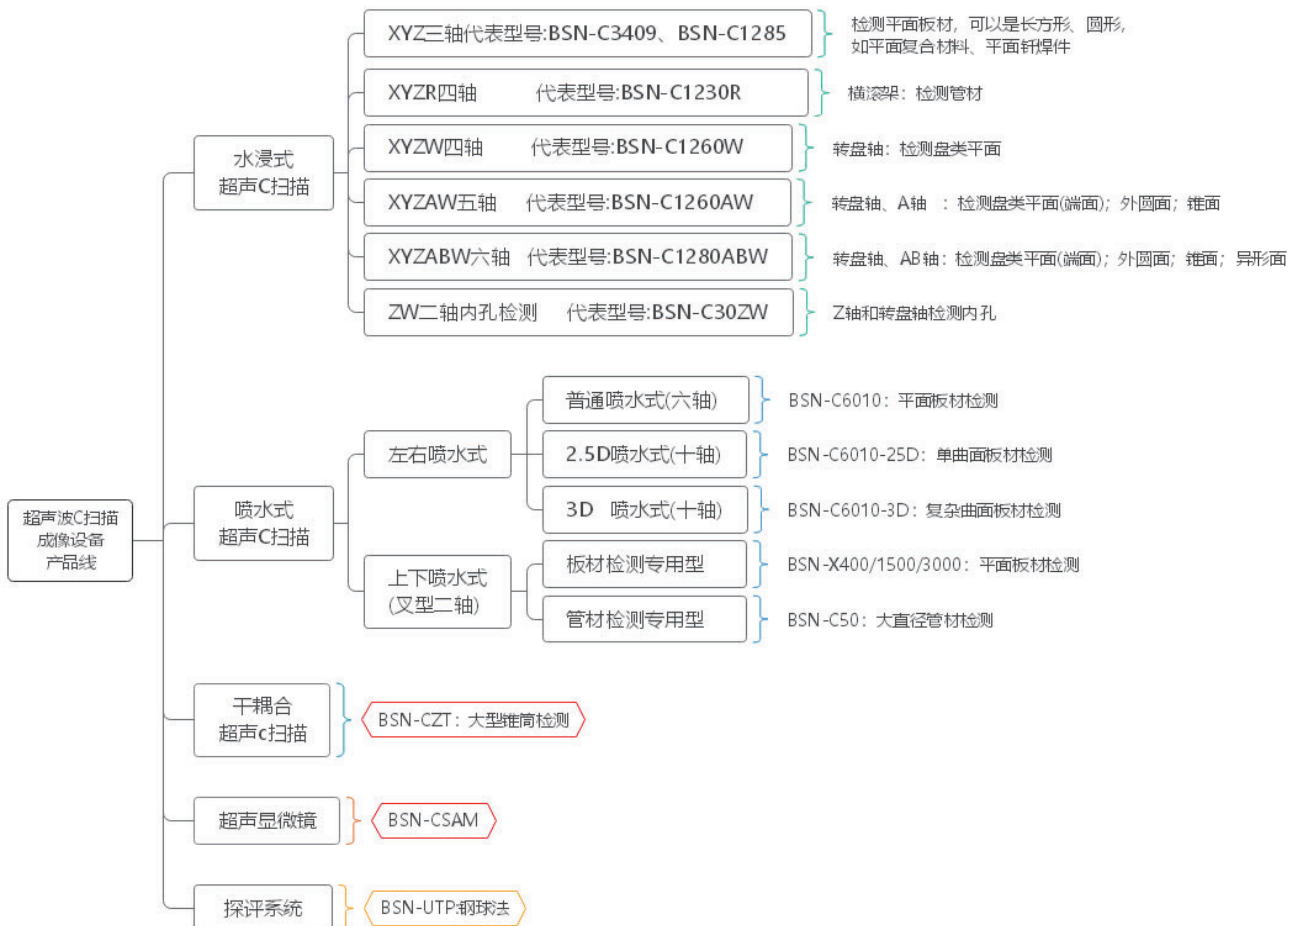 超声波C扫描
成像设备
产品线
水浸式
超声C扫描
XYZ三轴代表型号:BSN-C3409、BSN-C1285
检测平面板材，可以是长方形、圆形，
如平面复合材料、平面钎焊件
XYZR四轴 代表型号:BSN-C1230R
横滚架：检测管材
XYZW四轴 代表型号:BSN-C1260W
转盘轴：检测盘类平面
XYZAW五轴 代表型号:BSN-C1260AW
转盘轴、A轴 ：检测盘类平面(端面)；外圆面；锥面
XYZABW六轴 代表型号:BSN-C1280ABW
转盘轴、AB轴：检测盘类平面(端面)；外圆面；锥面；异形面
ZW二轴内孔检测 代表型号:BSN-C30ZW
Z轴和转盘轴检测内孔
喷水式
超声C扫描
左右喷水式
普通喷水式(六轴)
BSN-C6010：平面板材检测
2.5D喷水式(十轴)
BSN-C6010-25D：单曲面板材检测
3D 喷水式(十轴)
BSN-C6010-3D：复杂曲面板材检测
上下喷水式
(叉型二轴)
板材检测专用型
BSN-X400/1500/3000：平面板材检测
管材检测专用型
BSN-C50：大直径管材检测
干耦合
超声c扫描
BSN-CZT：大型锥筒检测
超声显微镜
BSN-CSAM
探评系统
BSN-UTP:钢球法